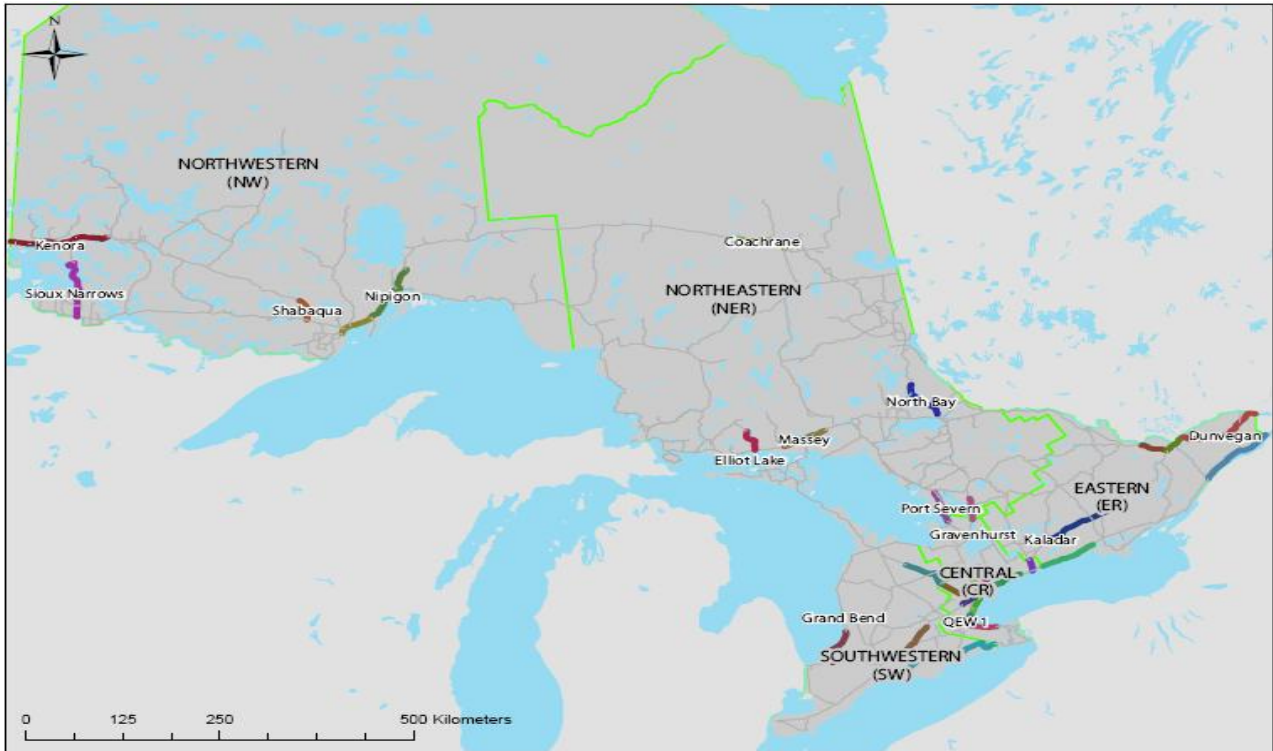 N
NORTHWESTERN
(NW)
Kenora
Coachrane
Sioux Narrows
NORTHEASTERN
(NER)
Nipigon
Shabaqua
North Bay
Dunvegan
Massey
Elliot Lake
EASTERN
(ER)
Port Severn
Gravenhurst
Kaladar
CENTRAL
(CR)
Grand Bend
QEW 1
SOUTHWESTERN
(SW)
0 125 250 500 Kilometers